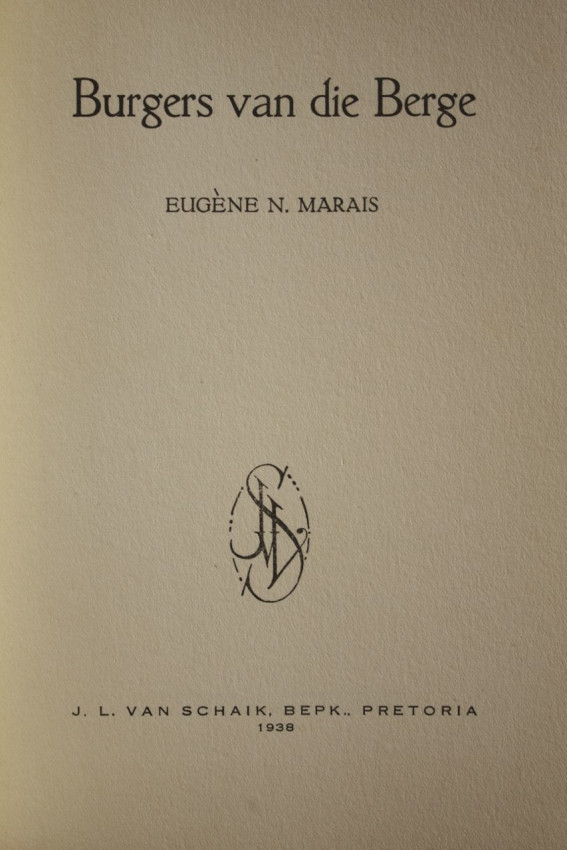 Burgers van die Berge
EUGÈNE N. MARAIS
J. L. VAN SCHAIK, BEPK., PRETORIA
1938